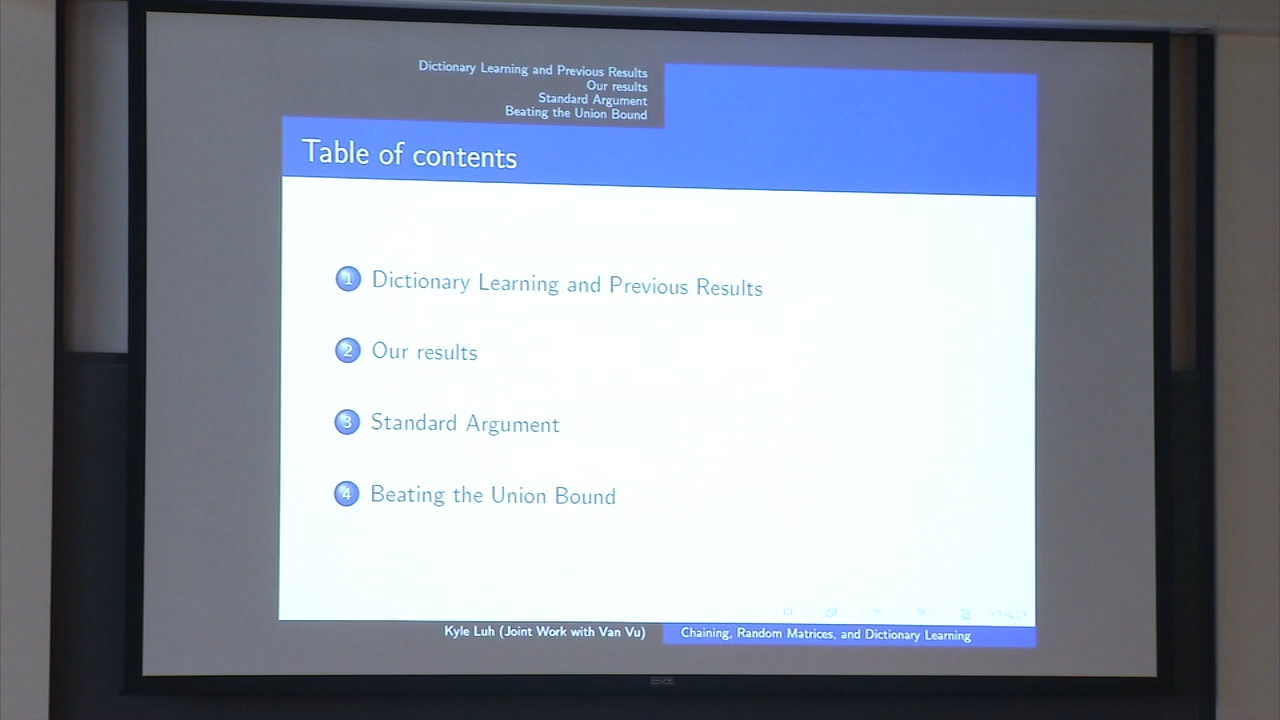 Dictionary Learning and Previous Results
Our results
Standard Argument
Beating the Union Bound
Table of contents
1 Dictionary Learning and Previous Results
2 Our results
3 Standard Argument
4 Beating the Union Bound
Kyle Luh (Joint Work with Van Vu) Chaining, Random Matrices, and Dictionary Learning